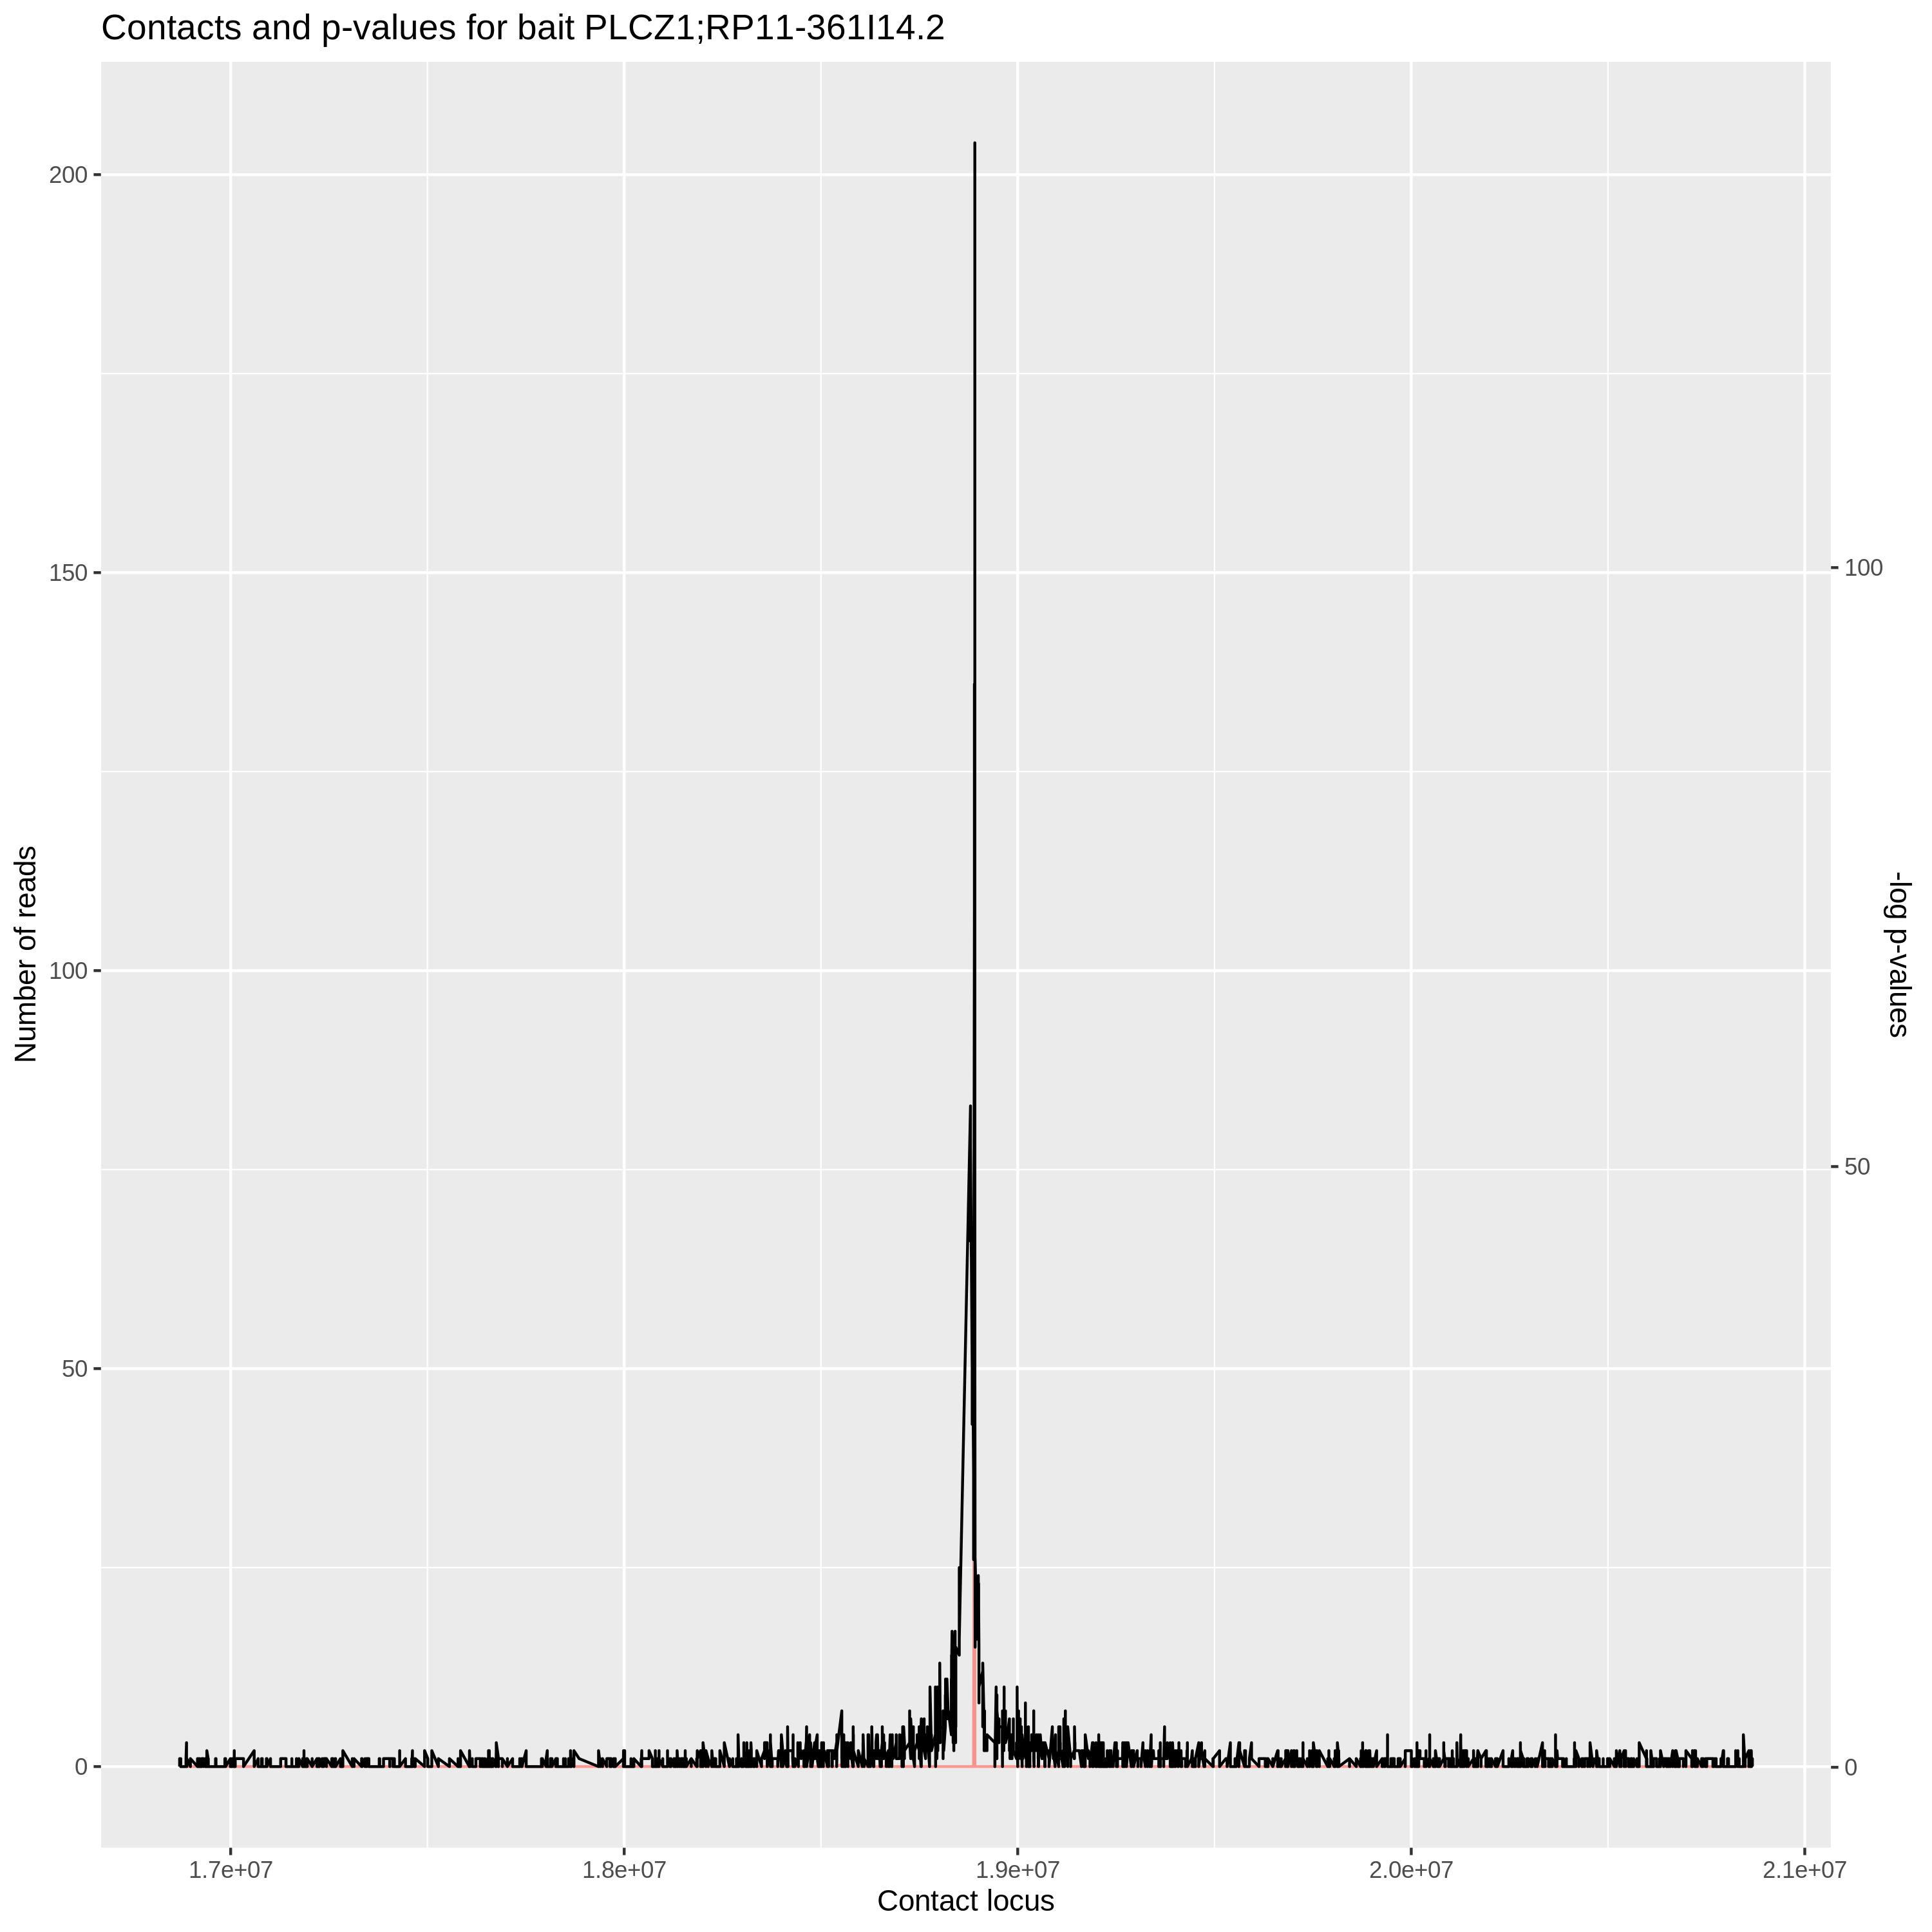 Contacts and p-values for bait PLCZ1;RP11-361I14.2
200
150
100
50
0
Number of reads
100
50
0
-log p-values
1.7e+07
1.8e+07
1.9e+07
2.0e+07
2.1e+07
Contact locus